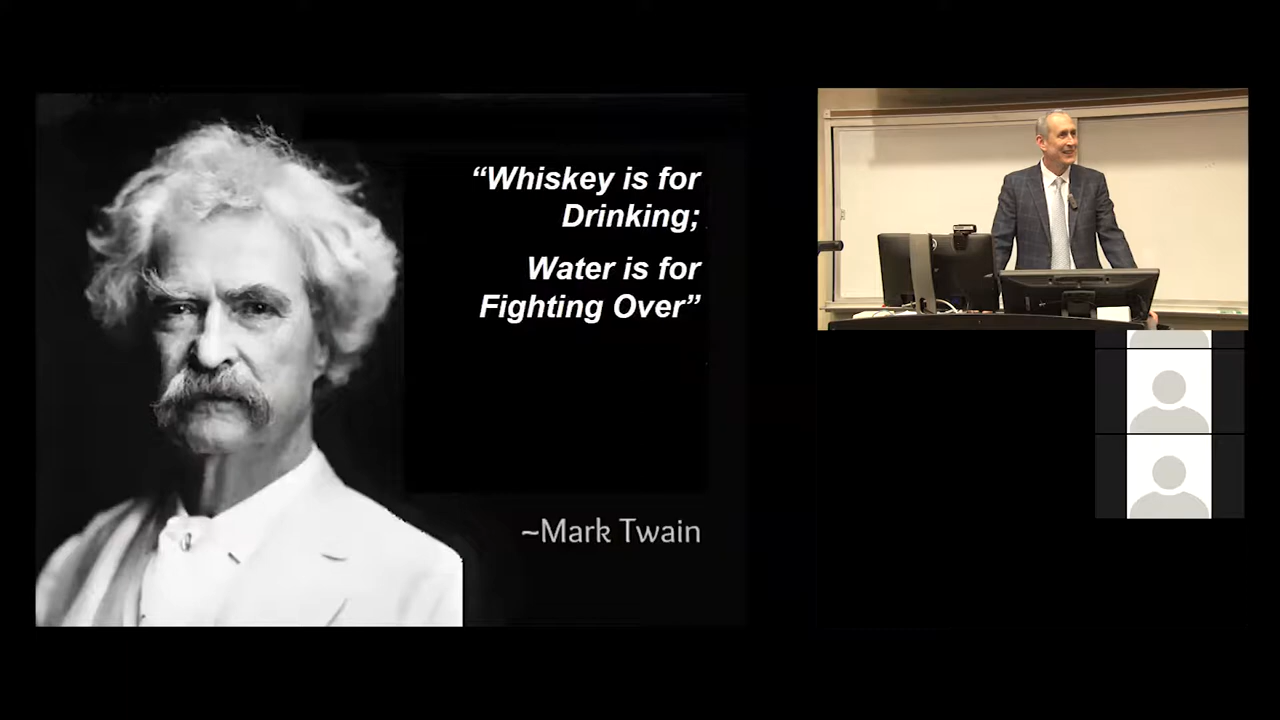 “Whiskey is for
Drinking;
Water is for
Fighting Over”
~Mark Twain